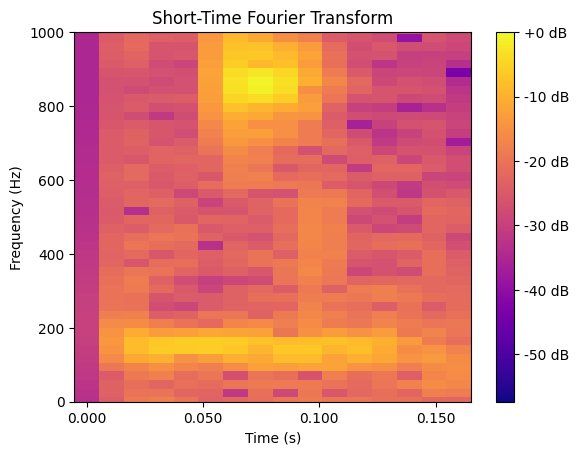 Short-Time Fourier Transform
1000
800
600
400
200
0
Frequency (Hz)
0.000
0.050
0.100
0.150
Time (s)
+0 dB
-10 dB
-20 dB
-30 dB
-40 dB
-50 dB